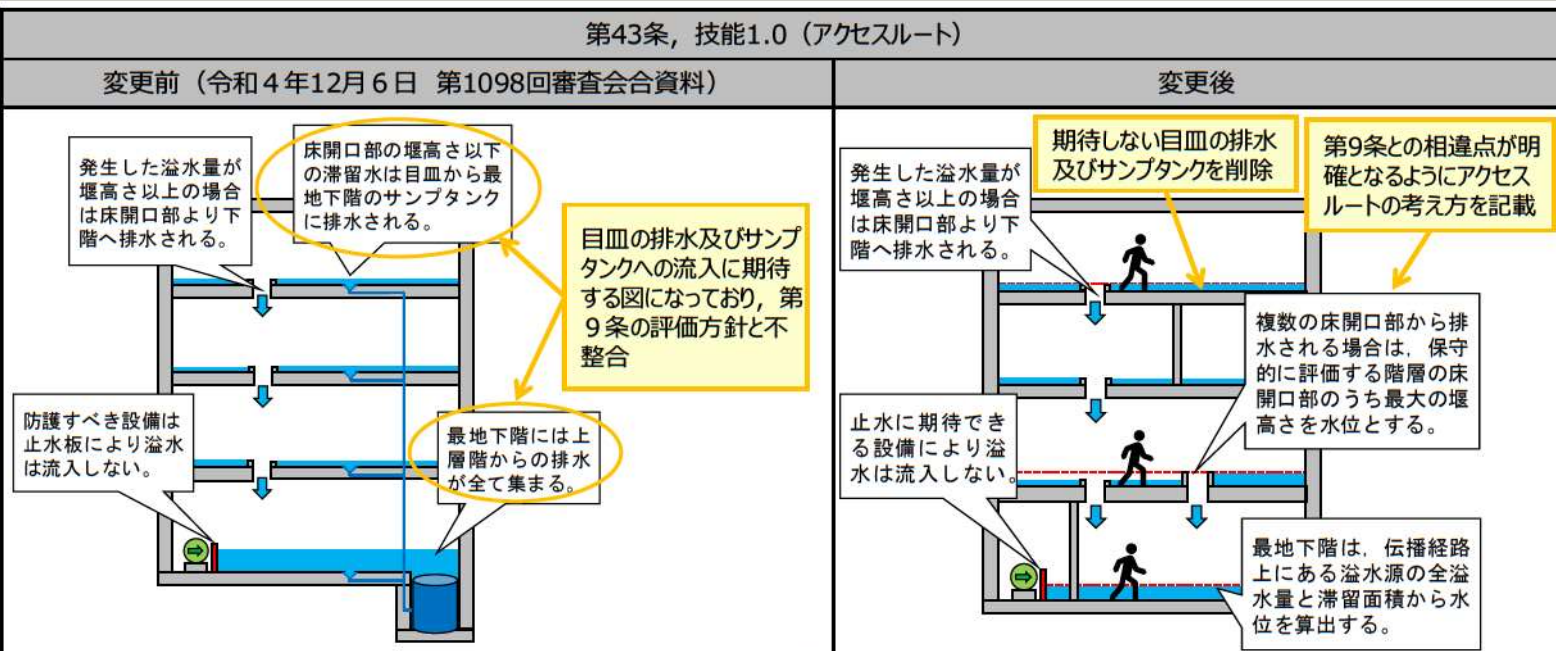 第43条，技能1.0（アクセスルート）
変更前（令和４年12月６日 第1098回審査会合資料）
変更後
発生した溢水量が
堰高さ以上の場合
は床開口部より下
階へ排水される。
床開口部の堰高さ以下
の滞留水は目皿から最
地下階のサンプタンク
に排水される。
目皿の排水及びサンプ
タンクへの流入に期待
する図になっており，第
９条の評価方針と不
整合
防護すべき設備は
止水板により溢水
は流入しない。
最地下階には上
層階からの排水
が全て集まる。
発生した溢水量が
堰高さ以上の場合
は床開口部より下
階へ排水される。
期待しない目皿の排水
及びサンプタンクを削除
第9条との相違点が明
確となるようにアクセス
ルートの考え方を記載
複数の床開口部から排
水される場合は，保守
的に評価する階層の床
開口部のうち最大の堰
高さを水位とする。
止水に期待でき
る設備により溢
水は流入しない。
最地下階は，伝播経路
上にある溢水源の全溢
水量と滞留面積から水
位を算出する。